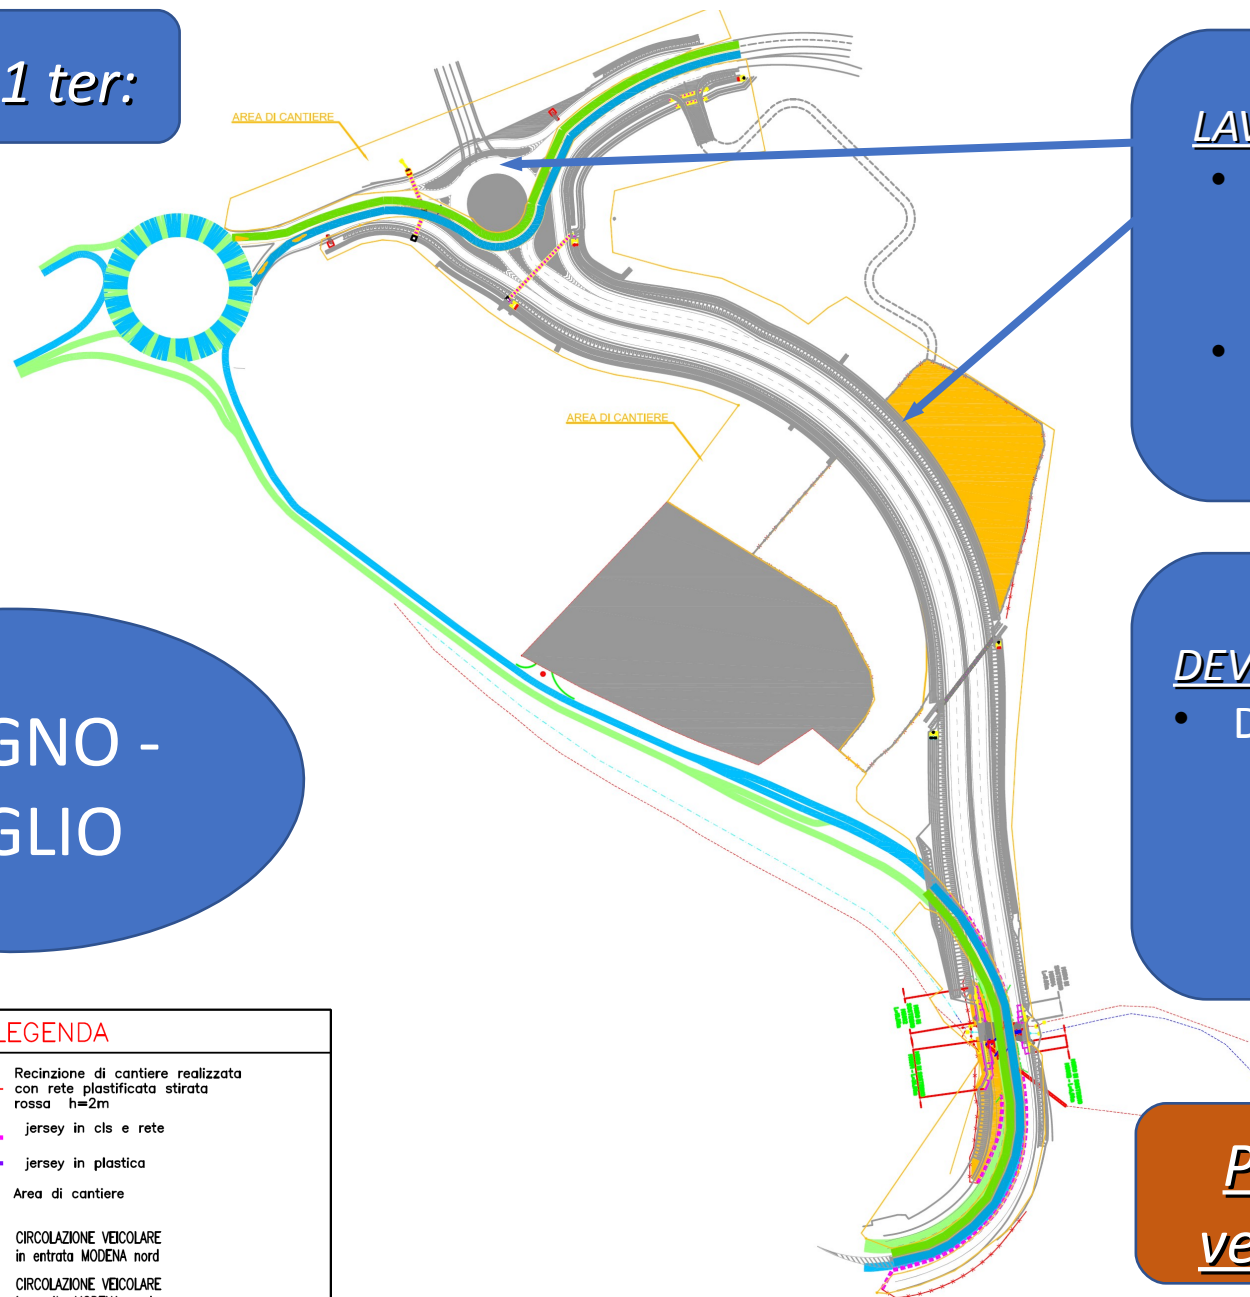 1 ter:
AREA DI CANTIERE
LAV
AREA DI CANTIERE
DEV
D
GNO -
GLIO
LEGENDA
Recinzione di cantiere realizzata
con rete plastificata stirata
rossa h=2m
jersey in cls e rete
jersey in plastica
Area di cantiere
CIRCOLAZIONE VEICOLARE
in entrata MODENA nord
CIRCOLAZIONE VEICOLARE
P
ve